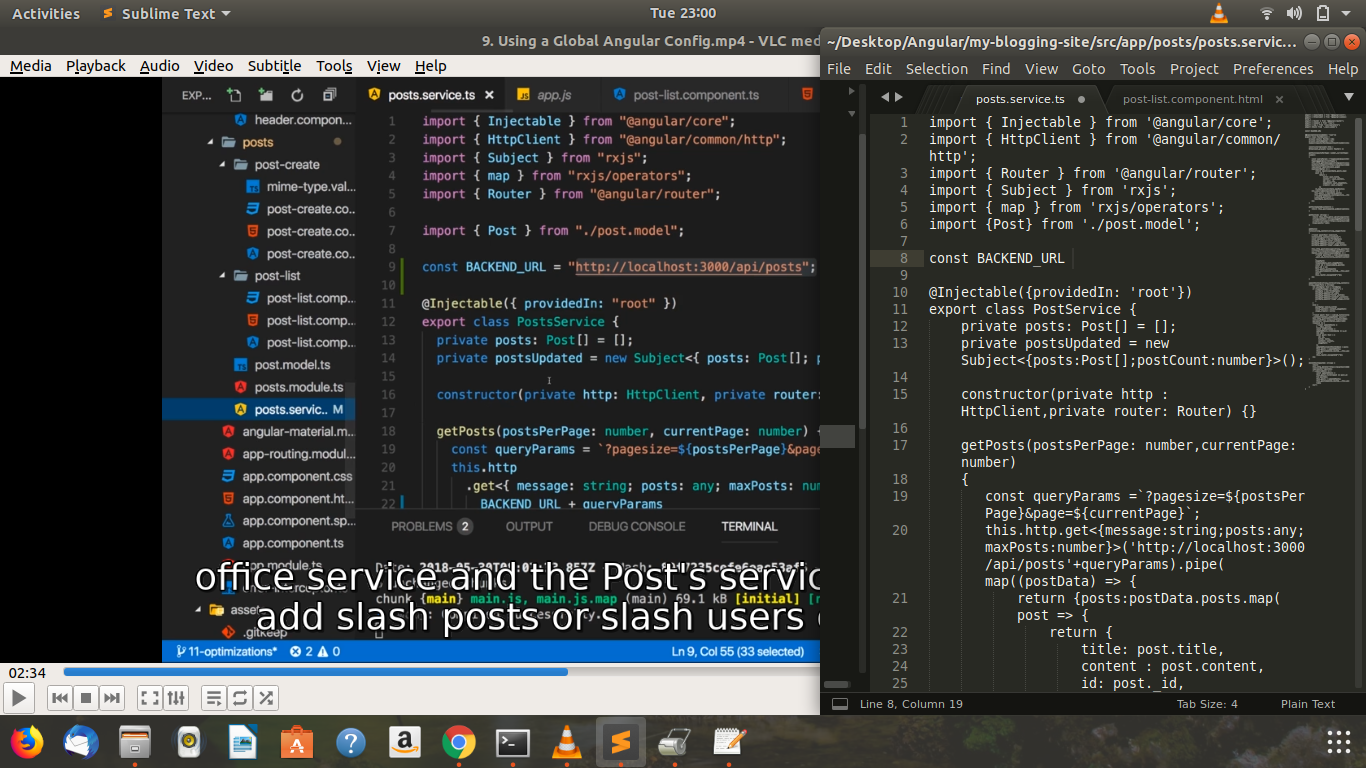 Activities Sublime Text Tue 23:00
9. Using a Global Angular Config.mp4 - VLC med
Media Playback Audio Video Subtitle Tools View Help
EXP...
header.compon...
posts
post-create
mime-type.val...
post-create.co...
post-create.co...
post-create.co...
post-list
post-list.comp...
post-list.comp...
post-list.comp...
post.model.ts
posts.module.ts
posts.servic.. M
angular-material.m...
app-routing.modul...
app.component.css
app.component.ht...
app.component.sp...
app.component.ts
app.module.ts
assets
.gitkeep
posts.service.ts app.js post-list.component.ts
1 import { Injectable } from "@angular/core";
2 import { HttpClient } from "@angular/common/http";
3 import { Subject } from "rxjs";
4 import { map } from "rxjs/operators";
5 import { Router } from "@angular/router";
6
7 import { Post } from "./post.model";
8
9 const BACKEND_URL = "http://localhost:3000/api/posts";
10
11 @Injectable({ providedIn: "root" })
12 export class PostsService {
13 private posts: Post[] = [];
14 private postsUpdated = new Subject<{ posts: Post[]; p
15
16 constructor(private http: HttpClient, private router:
17
18 getPosts(postsPerPage: number, currentPage: number) {
19 const queryParams = `?pagesize=${postsPerPage}&page
20 this.http
21 .get<{ message: string; posts: any; maxPosts: num
22 BACKEND_URL + queryParams
PROBLEMS 2 OUTPUT DEBUG CONSOLE TERMINAL
office service and the Post's servic
chunk {main} main.js, main.js.map (main) 69.1 kB [initial] [r
add slash posts or slash users
11-optimizations* 2 0 Ln 9, Col 55 (33 selected)
02:34
~/Desktop/Angular/my-blogging-site/src/app/posts/posts.servic...
File Edit Selection Find View Goto Tools Project Preferences Help
posts.service.ts post-list.component.html
1 import { Injectable } from '@angular/core';
2 import { HttpClient } from '@angular/common/
http';
3 import { Router } from '@angular/router';
4 import { Subject } from 'rxjs';
5 import { map } from 'rxjs/operators';
6 import {Post} from './post.model';
7
8 const BACKEND_URL
9
10 @Injectable({providedIn: 'root'})
11 export class PostService {
12 private posts: Post[] = [];
13 private postsUpdated = new
Subject<{posts:Post[];postCount:number}>();
14
15 constructor(private http :
HttpClient,private router: Router) {}
16
17 getPosts(postsPerPage: number,currentPage:
number)
18 {
19 const queryParams =`?pagesize=${postsPer
Page}&page=${currentPage}`;
20 this.http.get<{message:string;posts:any;
maxPosts:number}>('http://localhost:3000
/api/posts'+queryParams).pipe(
map((postData) => {
21 return {posts:postData.posts.map(
post => {
22 return {
23 title: post.title,
24 content : post.content,
25 id: post._id,
Line 8, Column 19 Tab Size: 4 Plain Text